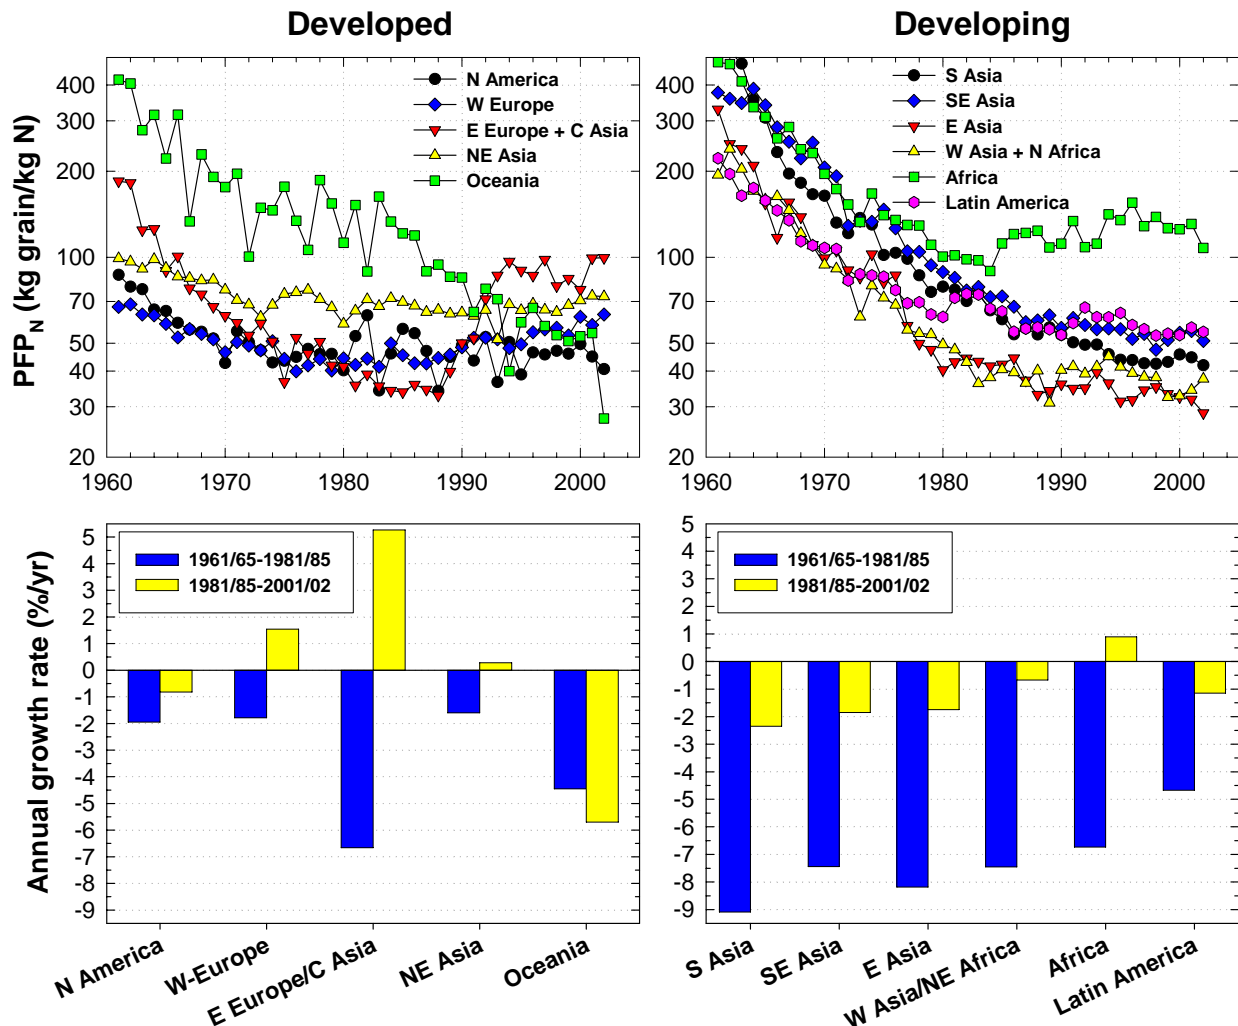 Developed
Developing
PFPN (kg grain/kg N)
400
300
200
100
70
50
40
30
20
N America
W Europe
E Europe + C Asia
NE Asia
Oceania
1960 1970 1980 1990 2000
400
300
200
100
70
50
40
30
20
S Asia
SE Asia
E Asia
W Asia + N Africa
Africa
Latin America
1960 1970 1980 1990 2000
Annual growth rate (%/yr)
5
4
3
2
1
0
-1
-2
-3
-4
-5
-6
-7
-8
-9
1961/65-1981/85
1981/85-2001/02
N America
W-Europe
E Europe/C Asia
NE Asia
Oceania
5
4
3
2
1
0
-1
-2
-3
-4
-5
-6
-7
-8
-9
1961/65-1981/85
1981/85-2001/02
S Asia
SE Asia
E Asia
W Asia/NE Africa
Africa
Latin America